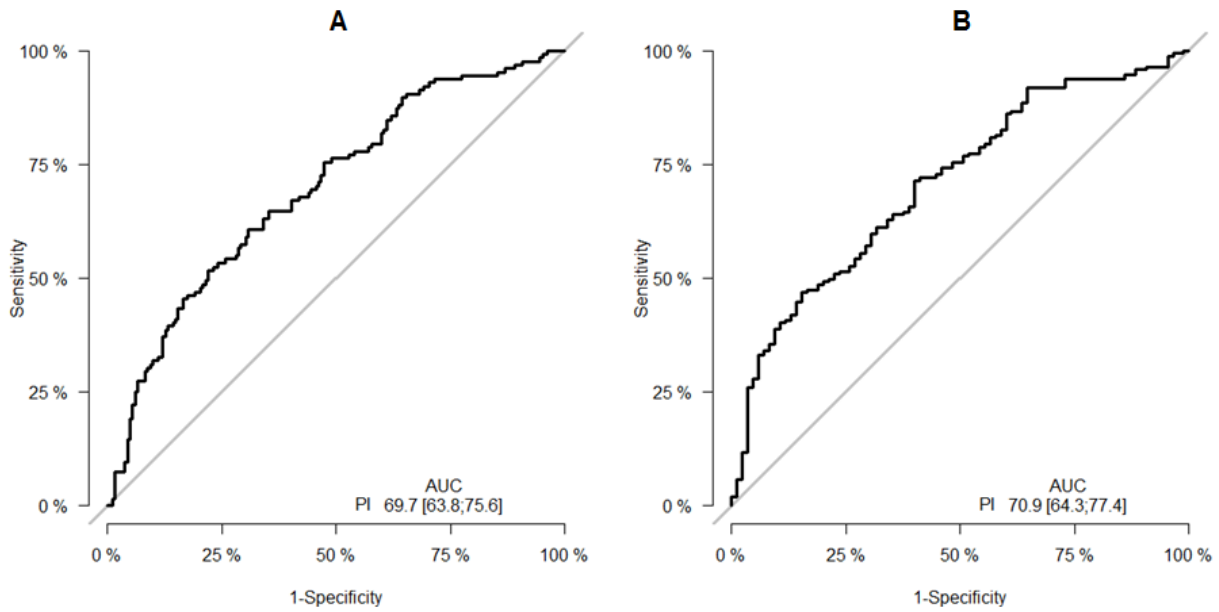 A
100 %
75 %
50 %
25 %
0 %
Sensitivity
AUC
PI 69.7 [63.8;75.6]
0 % 25 % 50 % 75 % 100 %
1-Specificity
B
100 %
75 %
50 %
25 %
0 %
Sensitivity
AUC
PI 70.9 [64.3;77.4]
0 % 25 % 50 % 75 % 100 %
1-Specificity